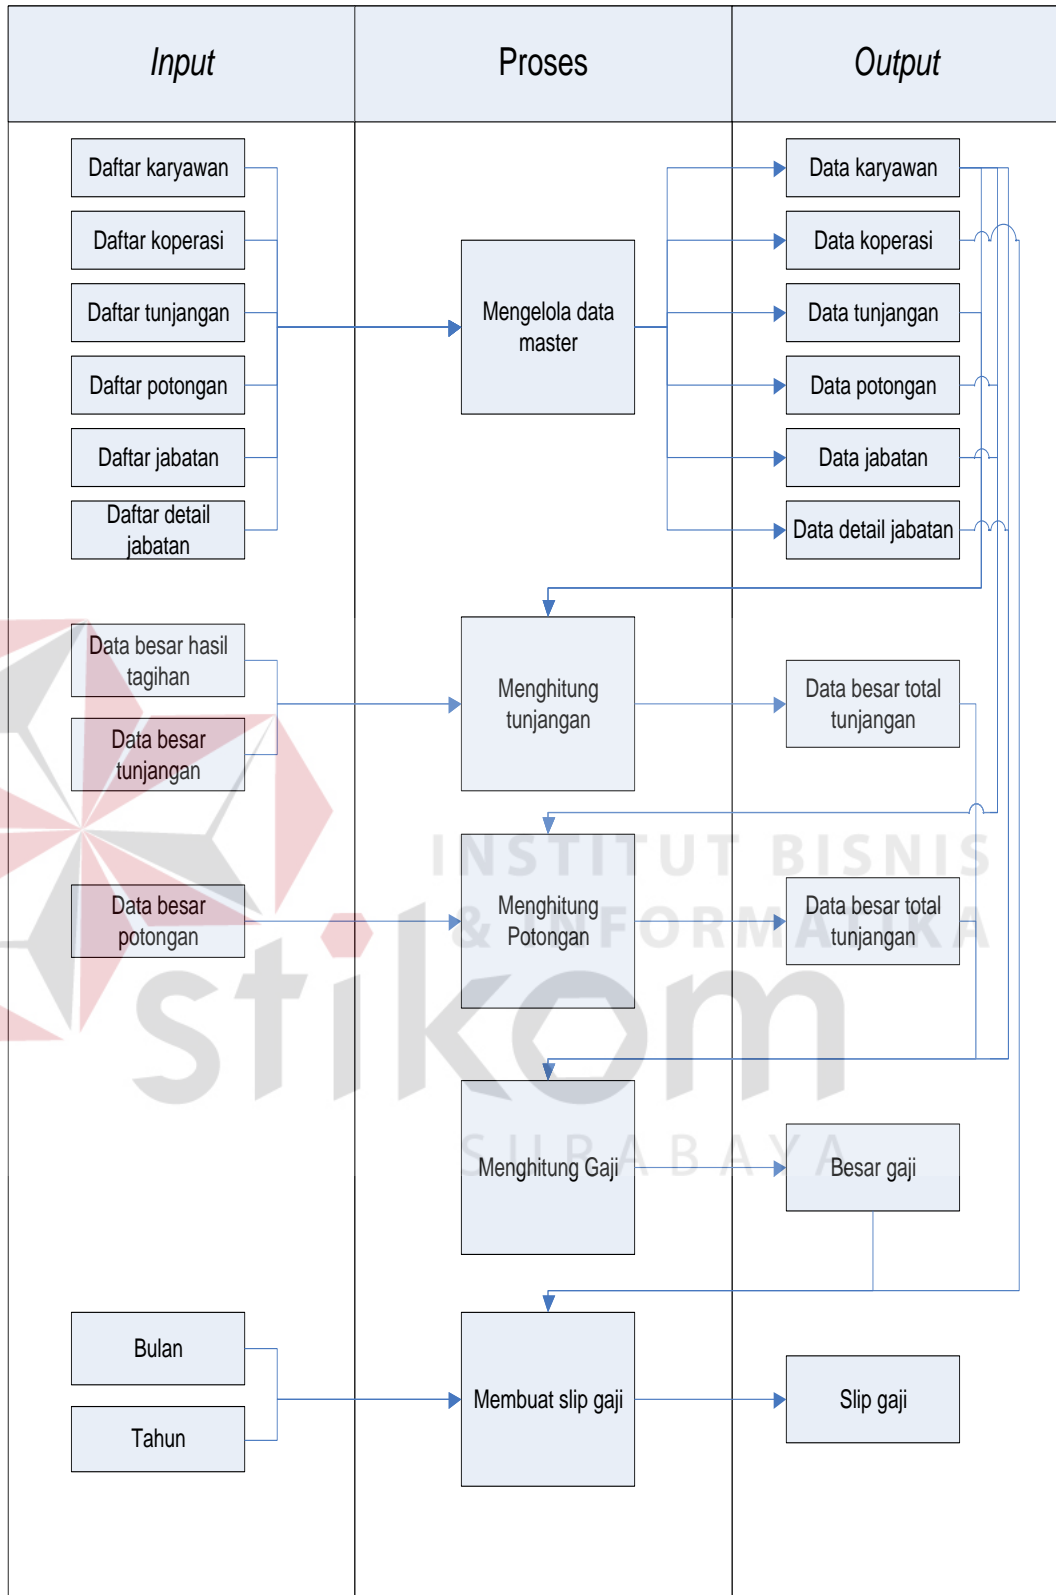 Input
Proses
Output
Daftar karyawan
Daftar koperasi
Daftar tunjangan
Daftar potongan
Daftar jabatan
Daftar detail
jabatan
Mengelola data
master
Data karyawan
Data koperasi
Data tunjangan
Data potongan
Data jabatan
Data detail jabatan
Data besar hasil
tagihan
Data besar
tunjangan
Menghitung
tunjangan
Data besar total
tunjangan
Data besar
potongan
Menghitung
Potongan
Data besar total
tunjangan
INSTITUT BISNIS
& INFORMATIKA
stikom
SURABAYA
Menghitung Gaji
Besar gaji
Bulan
Tahun
Membuat slip gaji
Slip gaji